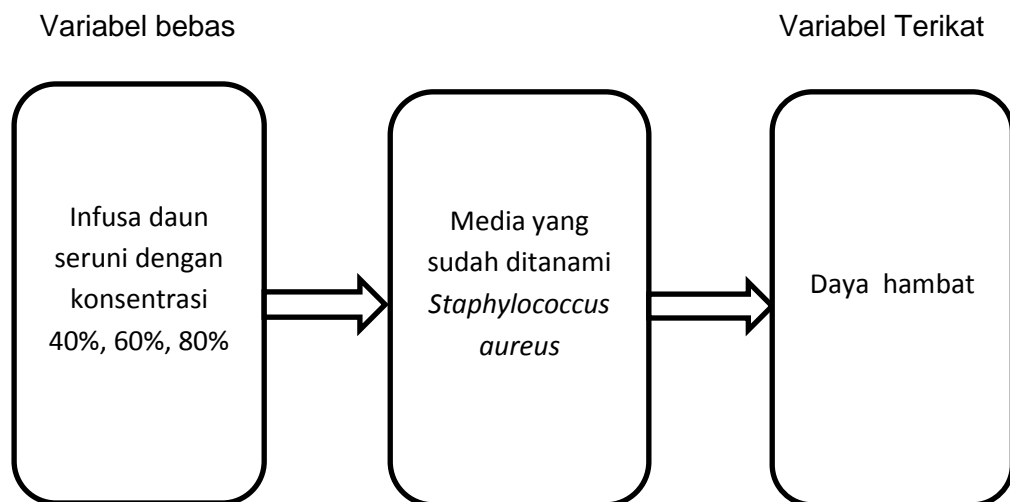 Variabel bebas
Variabel Terikat
Infusa daun
seruni dengan
konsentrasi
40%, 60%, 80%
Media yang
sudah ditanami
Staphylococcus
aureus
Daya hambat